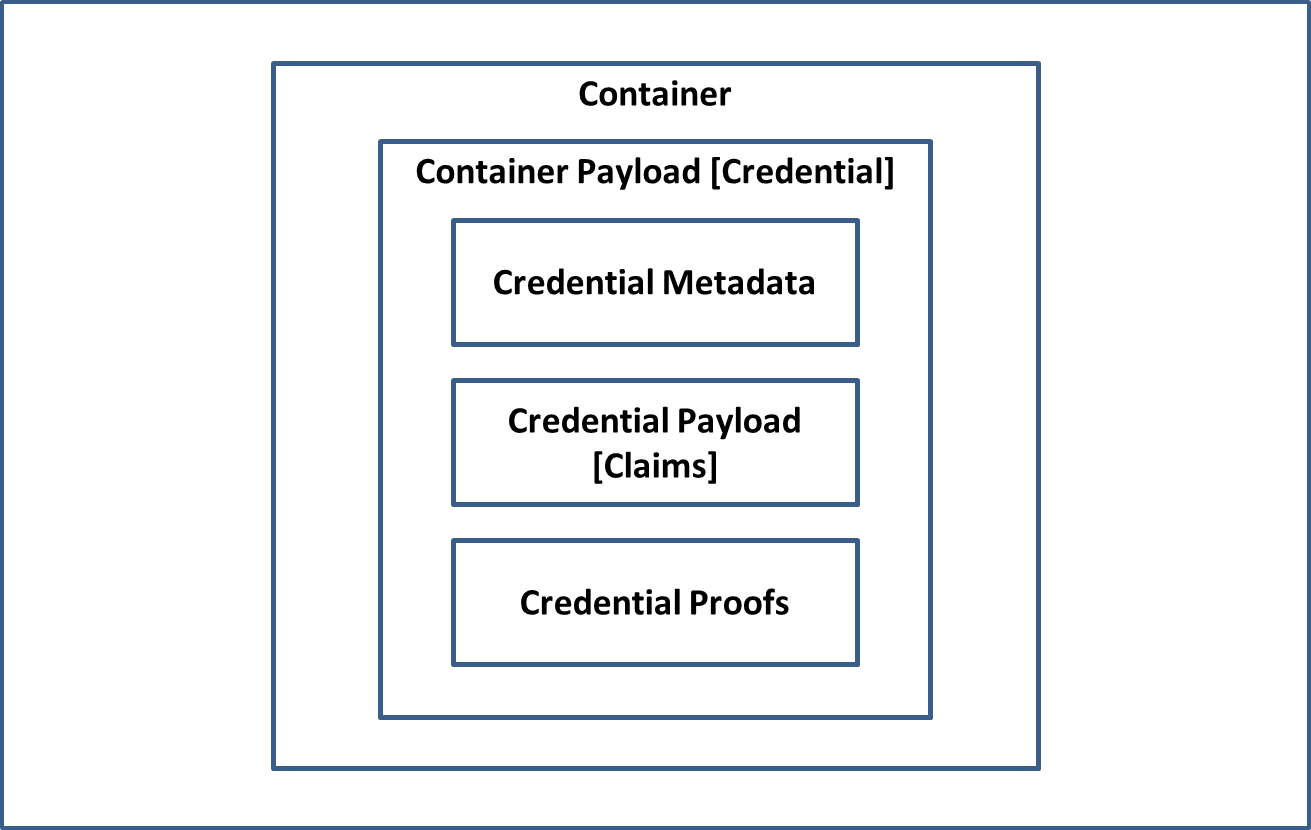 Container
Container Payload [Credential]
Credential Metadata
Credential Payload
[Claims]
Credential Proofs